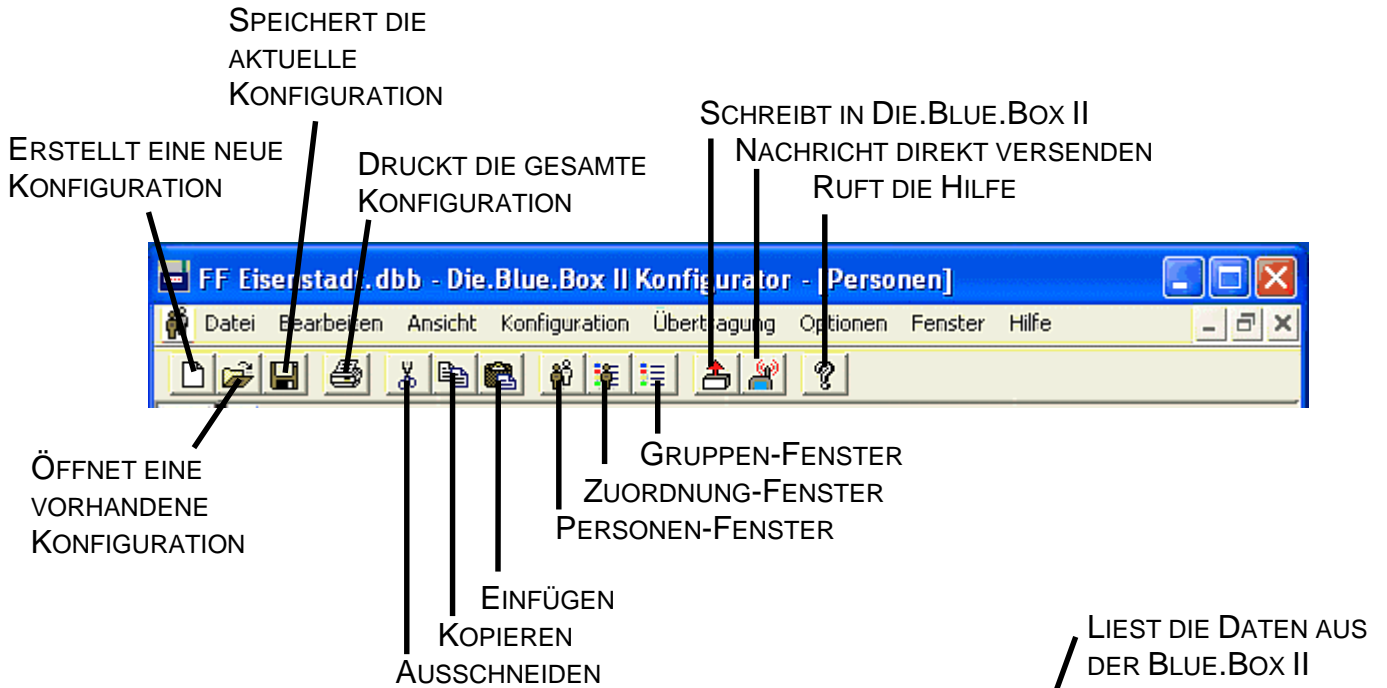 SPEICHERT DIE
AKTUELLE
KONFIGURATION
ERSTELLT EINE NEUE
KONFIGURATION
DRUCKT DIE GESAMTE
KONFIGURATION
SCHREIBT IN DIE.BLUE.BOX II
NACHRICHT DIREKT VERSENDEN
RUFT DIE HILFE
FF Eisenstadt.dbb - Die.Blue.Box II Konfigurator - [Personen]
Datei Bearbeiten Ansicht Konfiguration Übertragung Optionen Fenster Hilfe
ÖFFNET EINE
VORHANDENE
KONFIGURATION
GRUPPEN-FENSTER
ZUORDNUNG-FENSTER
PERSONEN-FENSTER
EINFÜGEN
KOPIEREN
AUSSCHNEIDEN
LIEST DIE DATEN AUS
DER BLUE.BOX II